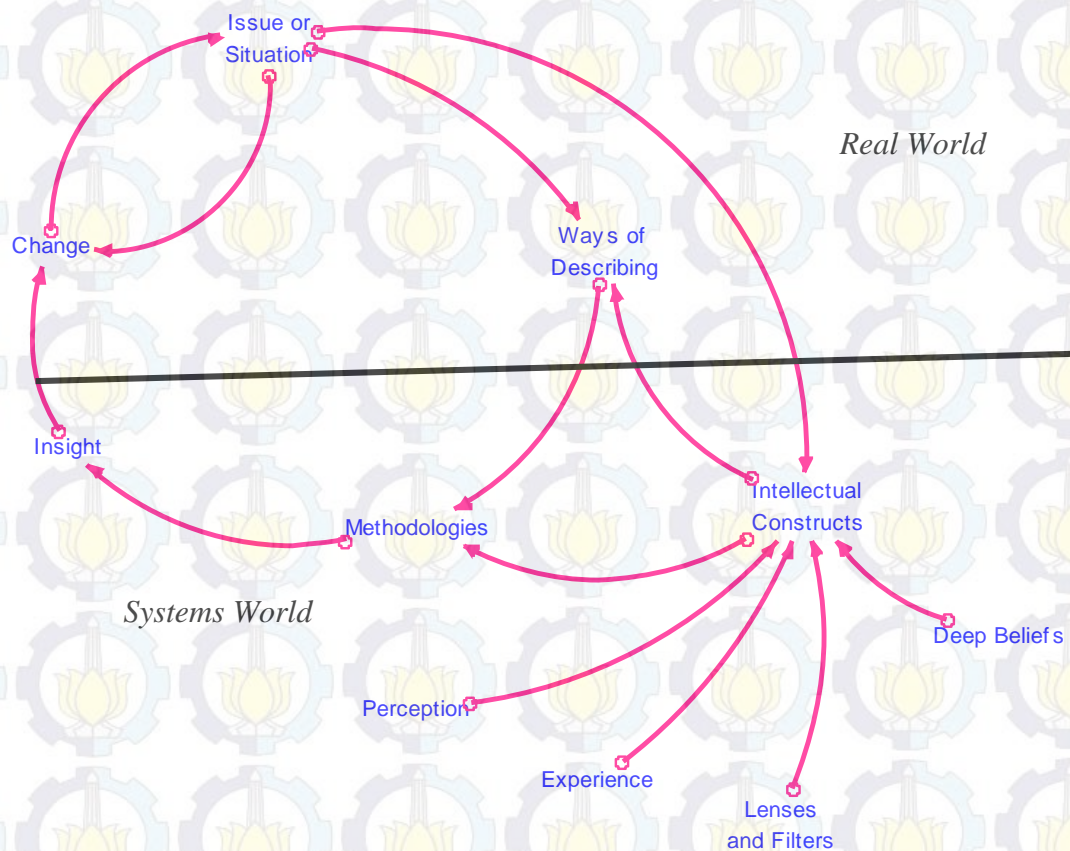 Issue or
Situation
Real World
Change
Ways of
Describing
Insight
Intellectual
Constructs
Methodologies
Systems World
Deep Beliefs
Perception
Experience
Lenses
and Filters